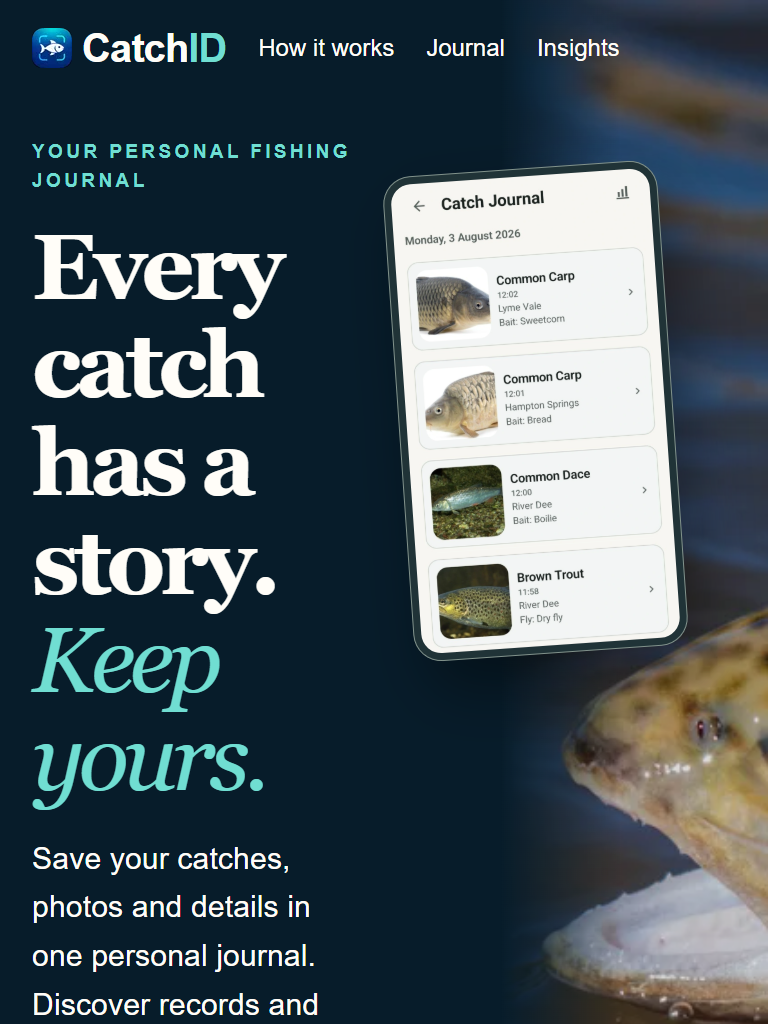 CatchID
How it works
Journal
Insights
YOUR PERSONAL FISHING
JOURNAL
Every
catch
has a
story.
Keep
yours.
Save your catches,
photos and details in
one personal journal.
Discover records and
Catch Journal
Monday, 3 August 2026
Common Carp
12:02
Lyme Vale
Bait: Sweetcorn
Common Carp
12:01
Hampton Springs
Bait: Bread
Common Dace
12:00
River Dee
Bait: Boilie
Brown Trout
11:58
River Dee
Fly: Dry fly